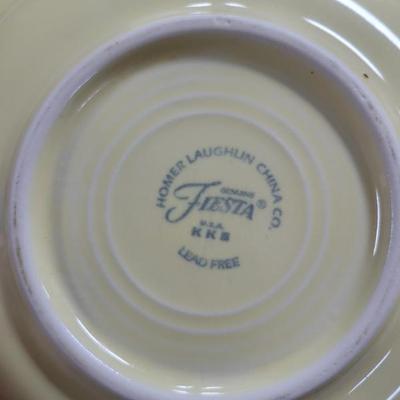 HOMER LAUGHLIN CHINA CO.
GENUINE
FIESTA®
U.S.A.
KKB
LEAD FREE